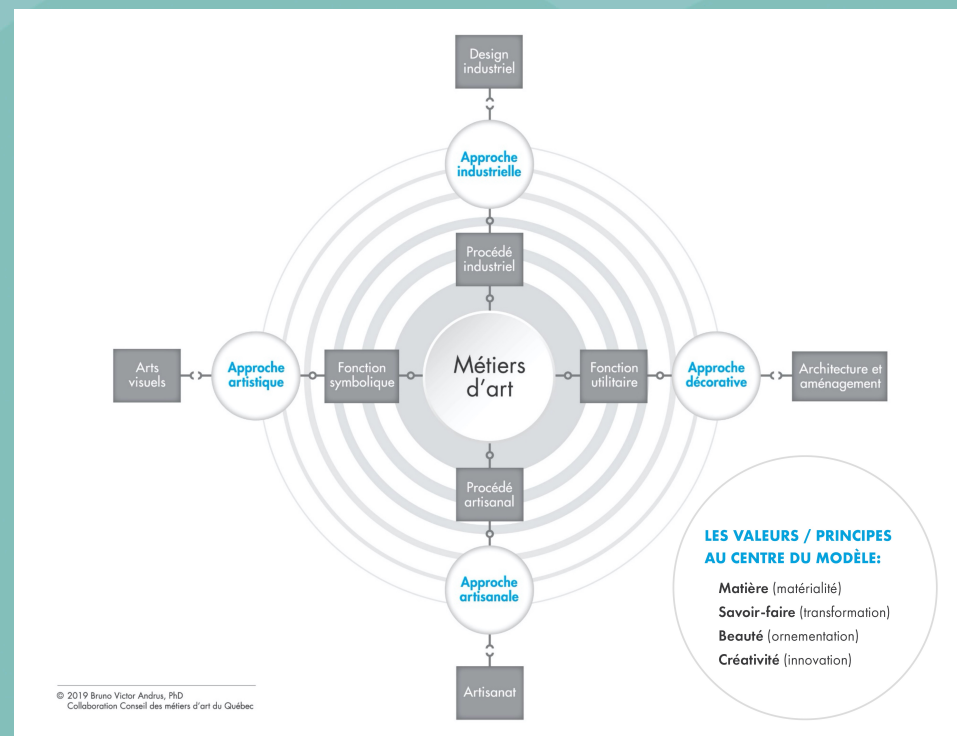 Design
industriel
Approche
industrielle
Procédé
industriel
Arts
visuels
Approche
artistique
Fonction
symbolique
Métiers
d'art
Fonction
utilitaire
Approche
décorative
Architecture et
aménagement
Procédé
artisanal
Approche
artisanale
Artisanat
LES VALEURS / PRINCIPES
AU CENTRE DU MODÈLE:
Matière (matérialité)
Savoir-faire (transformation)
Beauté (ornementation)
Créativité (innovation)
© 2019 Bruno Victor Andrus, PhD
Collaboration Conseil des métiers d'art du Québec